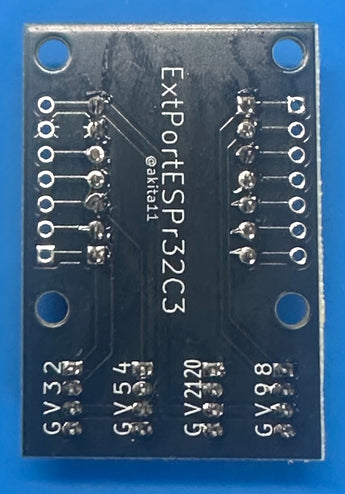 ExtPortESPr32C3
@akita11
GV32
GV54
GV2120
GV98